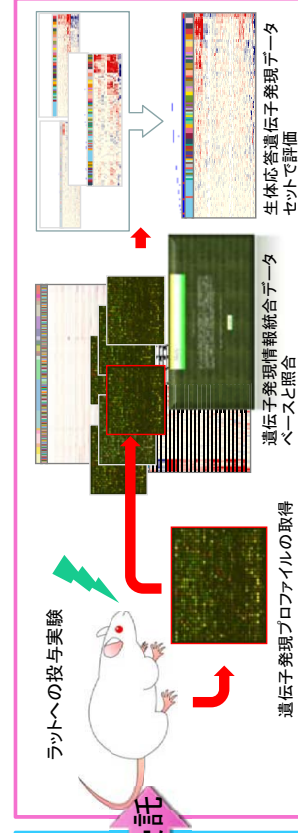 ラットへの投与実験
遺伝子発現プロファイルの取得
遺伝子発現情報統合データ
ベースと照合
生体応答遺伝子発現データ
セットで評価
託